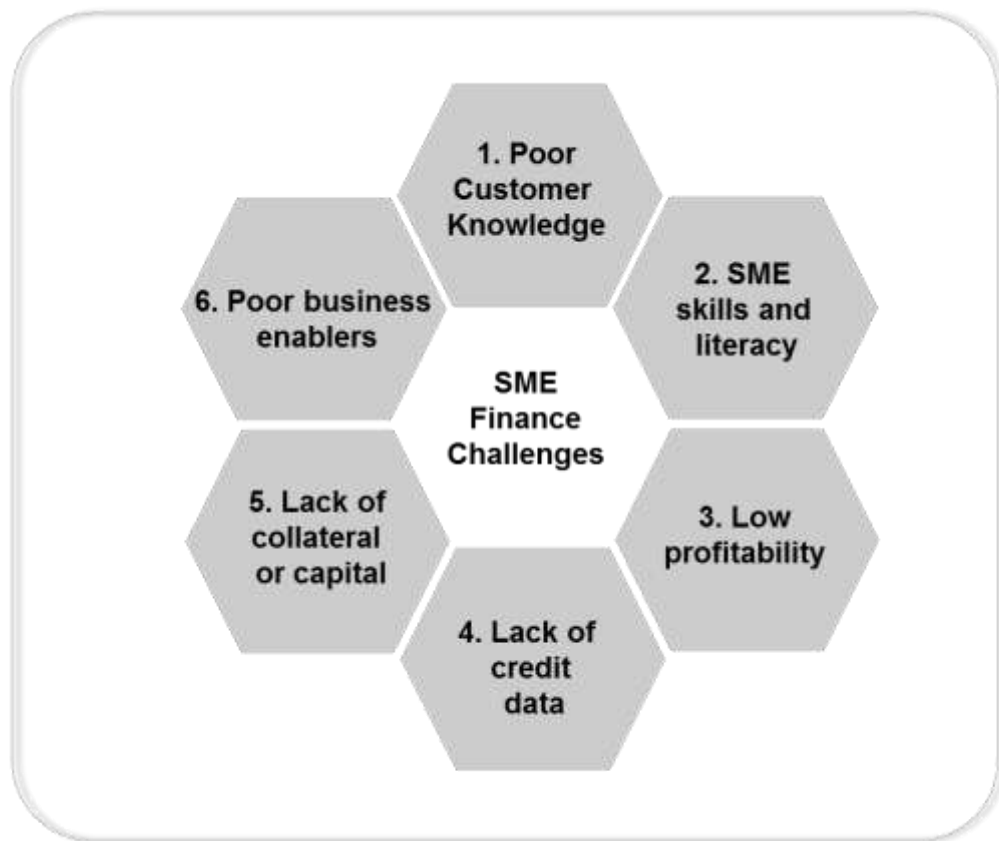 1. Poor
Customer
Knowledge
2. SME
skills and
literacy
3. Low
profitability
4. Lack of
credit
data
5. Lack of
collateral
or capital
6. Poor business
enablers
SME
Finance
Challenges